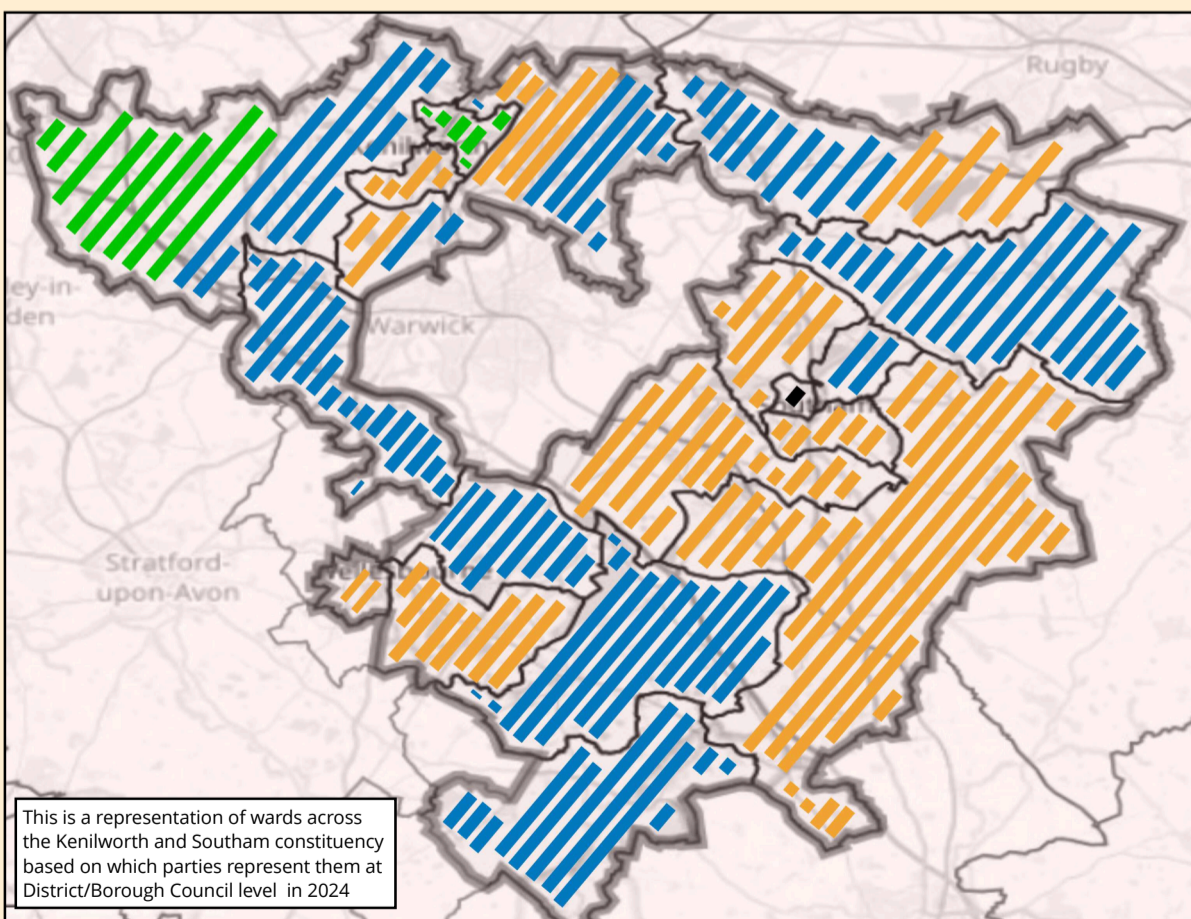 Rugby
ley-in-
den
Warwick
Stratford-
upon-Avon
This is a representation of wards across
the Kenilworth and Southam constituency
based on which parties represent them at
District/Borough Council level in 2024